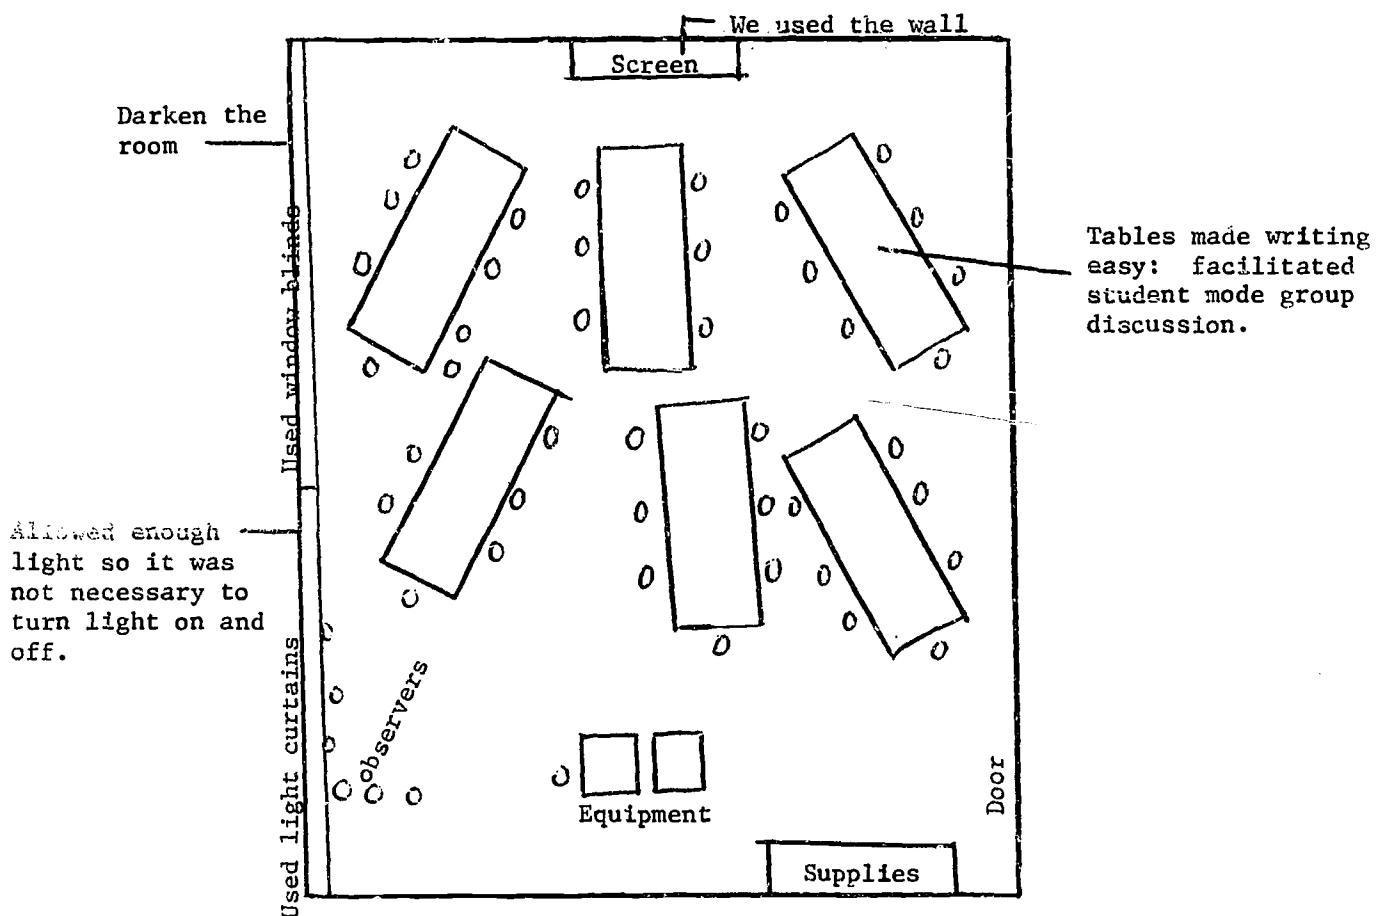 We used the wall
Screen
Darken the
room
Used window blinds
Tables made writing
easy: facilitated
student mode group
discussion.
Allowed enough
light so it was
not necessary to
turn light on and
off.
Used light curtains
observers
Equipment
Door
Supplies